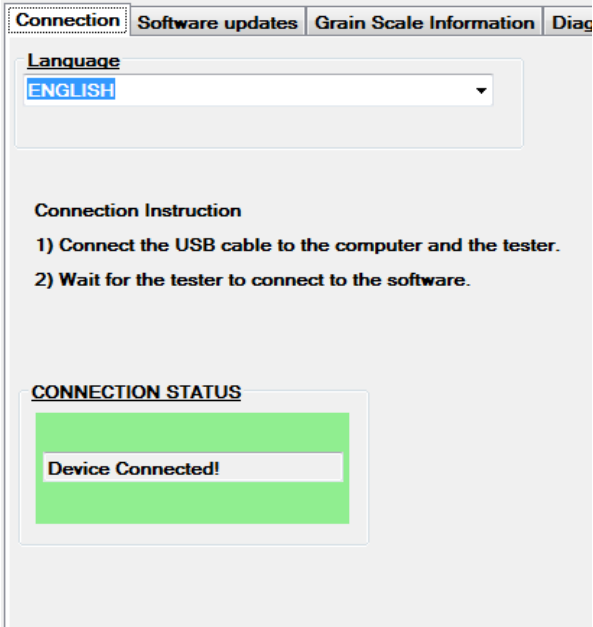 Connection Software updates Grain Scale Information Diag
Language
ENGLISH
Connection Instruction
1) Connect the USB cable to the computer and the tester.
2) Wait for the tester to connect to the software.
CONNECTION STATUS
Device Connected!